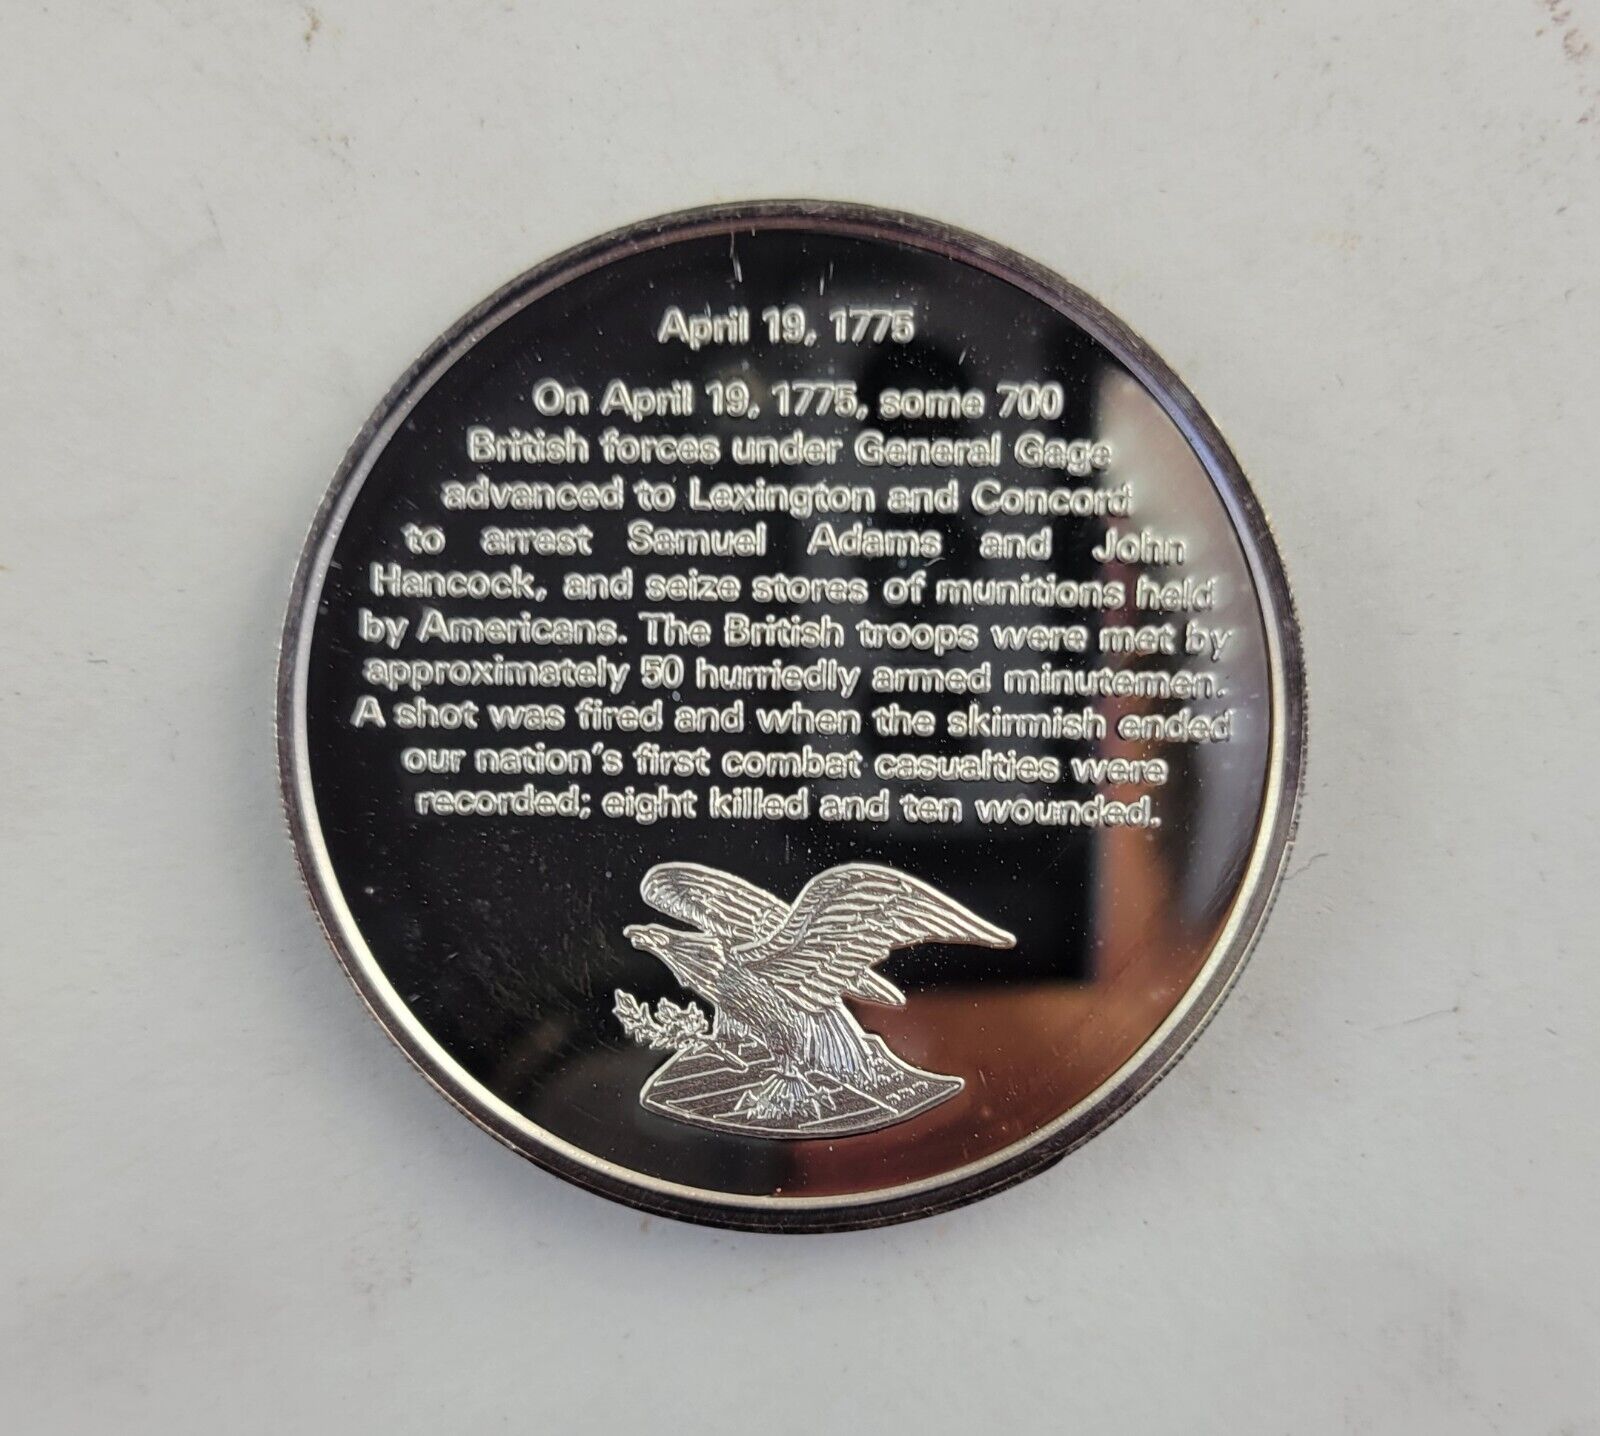 April 19, 1775
On April 19, 1775, some 700
British forces under General Gage
advanced to Lexington and Concord
to arrest Samuel Adams and John
Hancock, and seize stores of munitions held
by Americans. The British troops were met by
approximately 50 hurriedly armed minutemen.
A shot was fired and when the skirmish ended
our nation's first combat casualties were
recorded; eight killed and ten wounded.